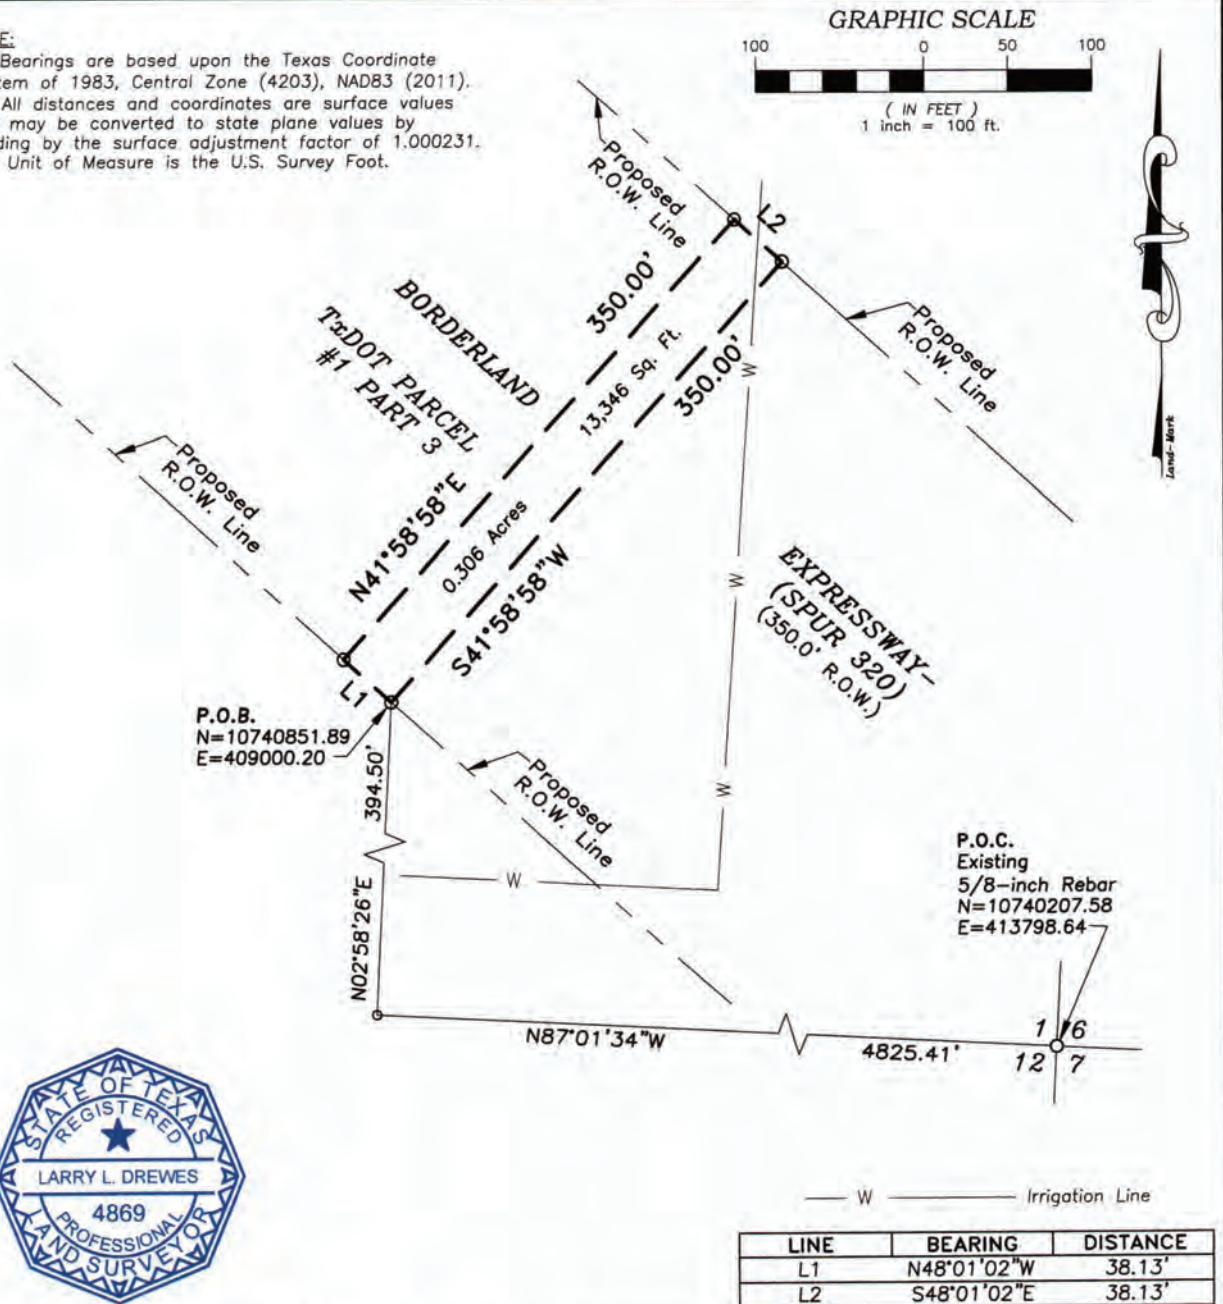 E:
Bearings are based upon the Texas Coordinate
tem of 1983, Central Zone (4203), NAD83 (2011).
All distances and coordinates are surface values
may be converted to state plane values by
ding by the surface adjustment factor of 1.000231.
Unit of Measure is the U.S. Survey Foot.
GRAPHIC SCALE
100 0 50 100
( IN FEET )
1 inch = 100 ft.
Land-Mark
Proposed
R.O.W. Line
L2
350.00'
BORDERLAND
TxDOT PARCEL
#1 PART 3
13,346 Sq. Ft.
350.00'
Proposed
R.O.W. Line
W
Proposed
R.O.W. Line
N41°58'58"E
0.306 Acres
S41°58'58"W
W
EXPRESSWAY-
(SPUR 320)
(350.0' R.O.W.)
L1
P.O.B.
N=10740851.89
E=409000.20
394.50'
Proposed
R.O.W. Line
W
W
N02°58'26"E
P.O.C.
Existing
5/8-inch Rebar
N=10740207.58
E=413798.64
N87°01'34"W
4825.41'
1 6
12 7
STATE OF TEXAS
REGISTERED
LARRY L. DREWES
4869
PROFESSIONAL
LAND SURVEYOR
W Irrigation Line
LINE BEARING DISTANCE
L1 N48°01'02"W 38.13'
L2 S48°01'02"E 38.13'